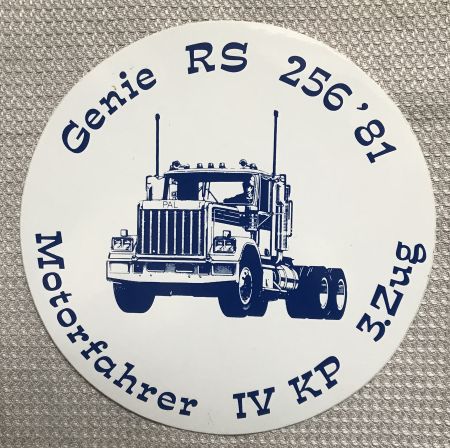 Genie RS 256 '81
PAL
Motorfahrer IV KP 3.Zug